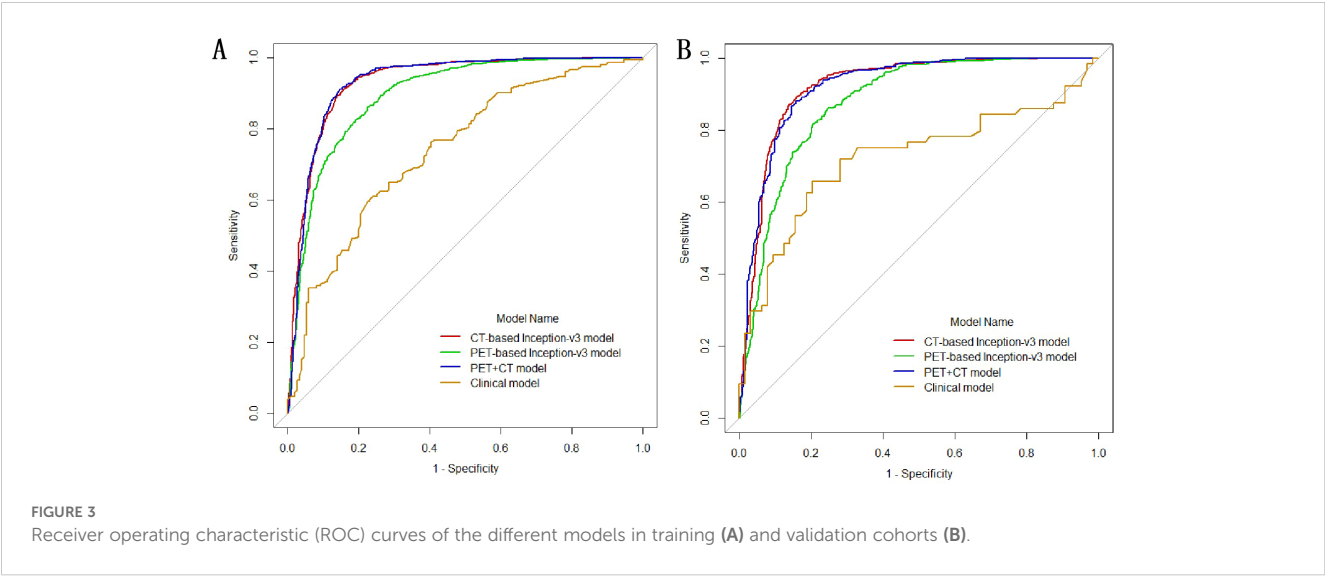 A
Sensitivity
0.0
0.2
0.4
0.6
0.8
1.0
0.0 0.2 0.4 0.6 0.8 1.0
1 - Specificity
Model Name
CT-based Inception-v3 model
PET-based Inception-v3 model
PET+CT model
Clinical model
B
Sensitivity
0.0
0.2
0.4
0.6
0.8
1.0
0.0 0.2 0.4 0.6 0.8 1.0
1 - Specificity
Model Name
CT-based Inception-v3 model
PET-based Inception-v3 model
PET+CT model
Clinical model
FIGURE 3
Receiver operating characteristic (ROC) curves of the different models in training (A) and validation cohorts (B).